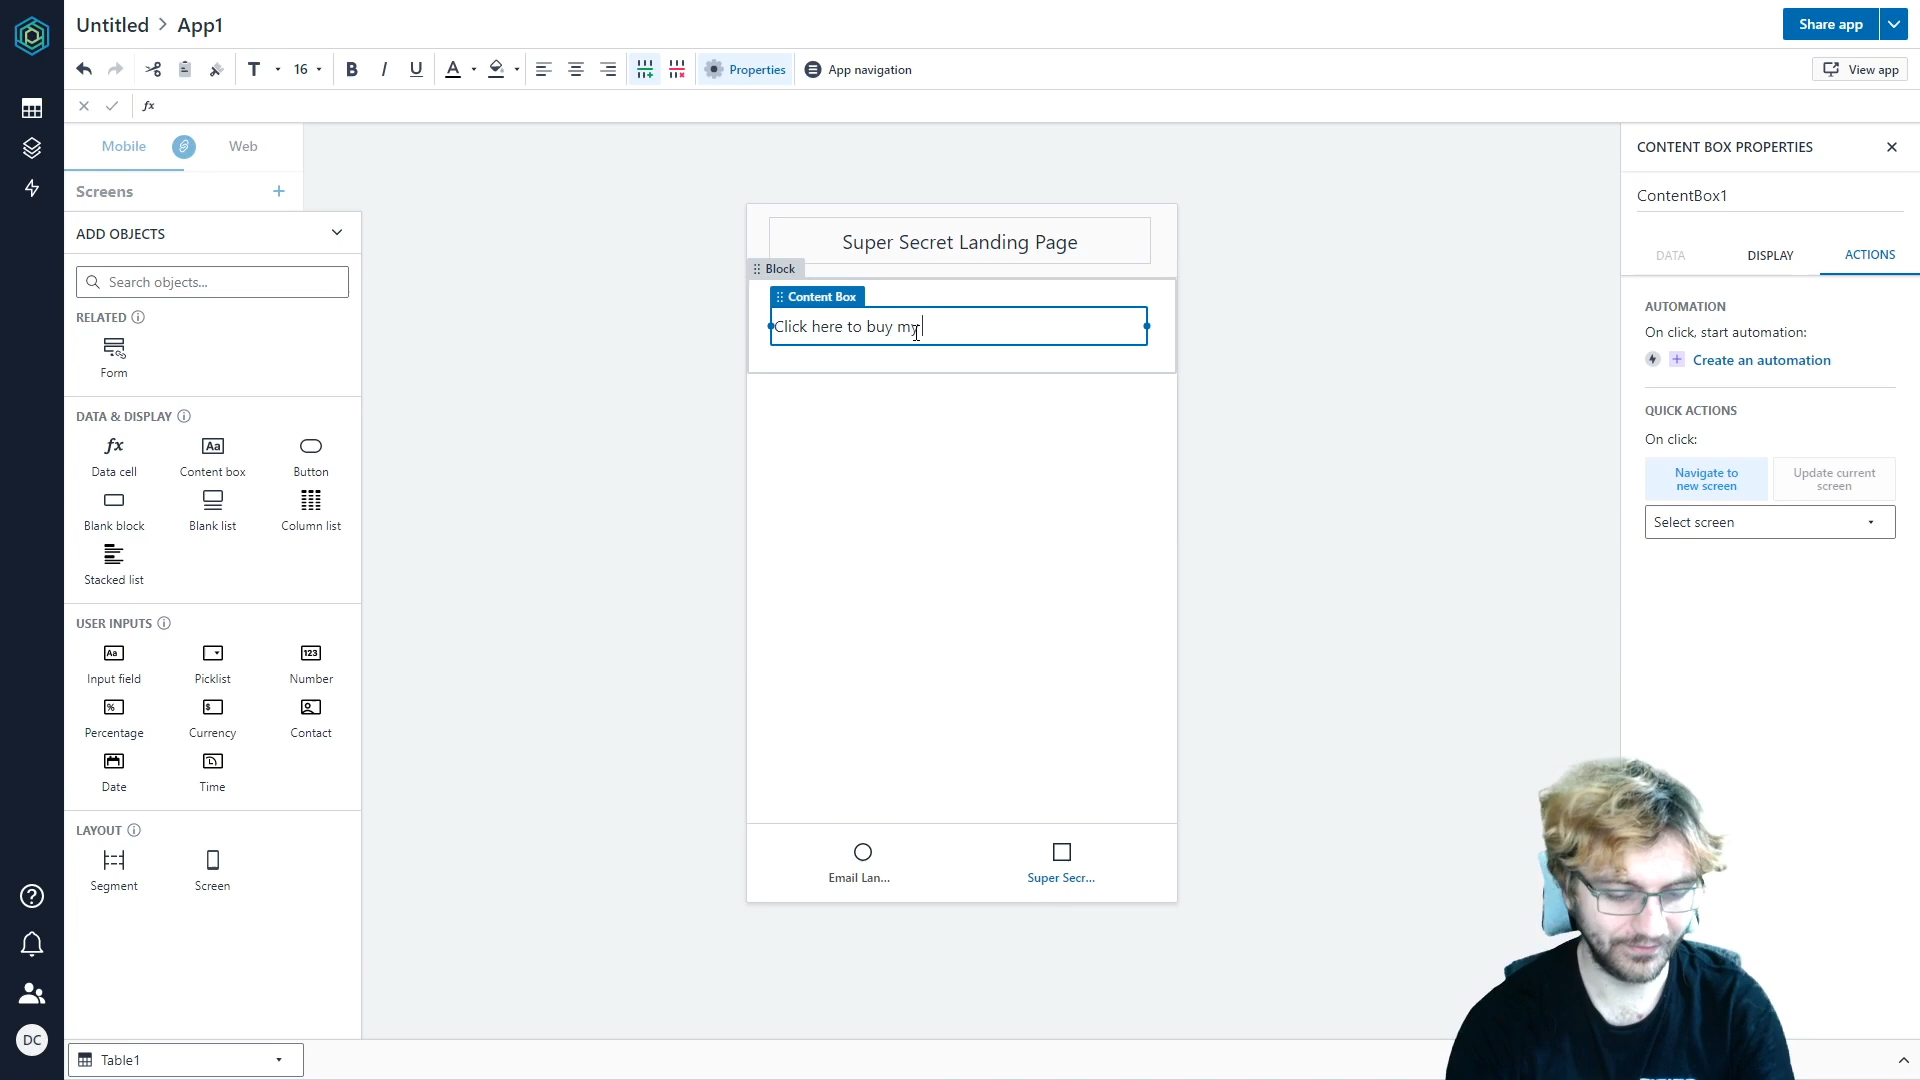 Untitled > App1
Share app
16
B I U A
Properties
App navigation
View app
fx
Mobile
Web
Screens
ADD OBJECTS
Search objects...
RELATED
Form
DATA & DISPLAY
fx
Aa
Data cell
Content box
Button
Blank block
Blank list
Column list
Stacked list
USER INPUTS
Aa
123
Input field
Picklist
Number
%
$
Percentage
Currency
Contact
Date
Time
LAYOUT
Segment
Screen
DC
Table1
Super Secret Landing Page
Block
Content Box
Click here to buy my
Email Lan...
Super Secr...
CONTENT BOX PROPERTIES
ContentBox1
DATA
DISPLAY
ACTIONS
AUTOMATION
On click, start automation:
Create an automation
QUICK ACTIONS
On click:
Navigate to
new screen
Update current
screen
Select screen